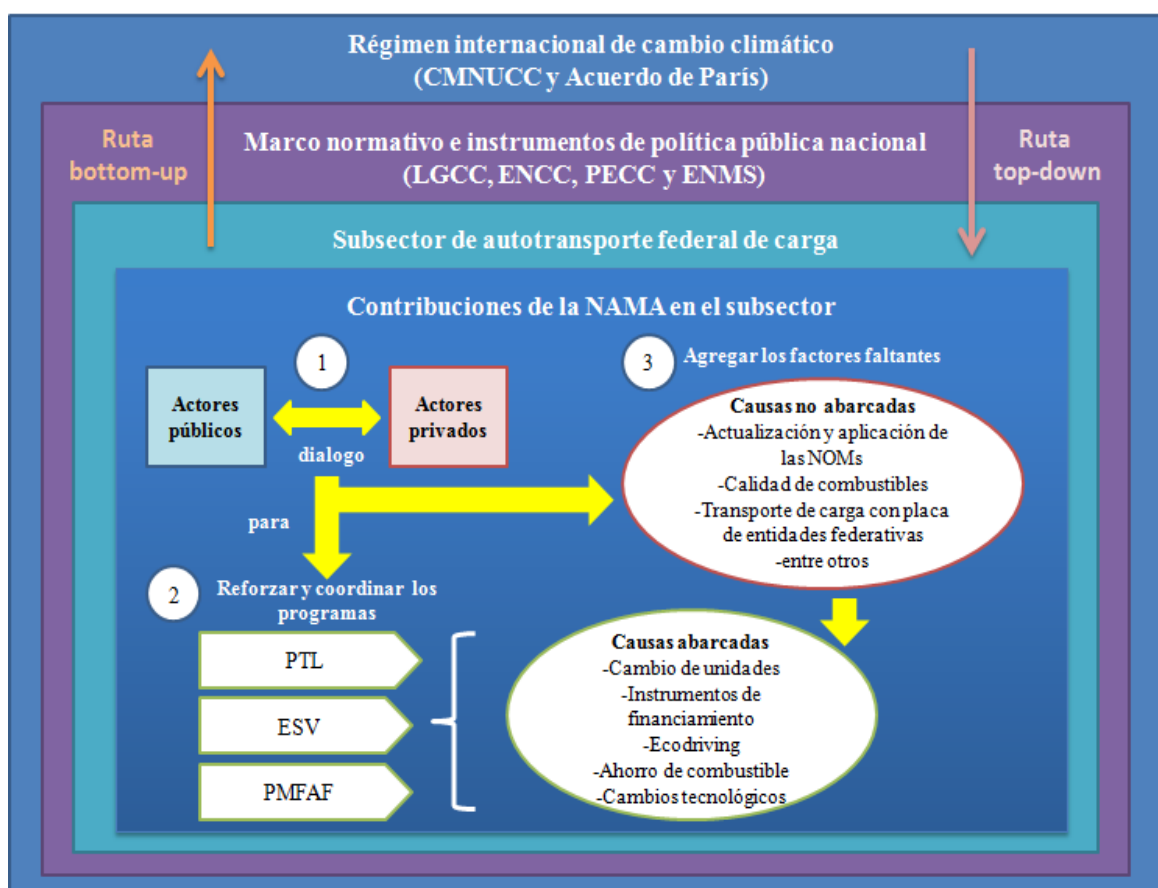 Régimen internacional de cambio climático
(CMNUCC y Acuerdo de París)
Ruta
bottom-up
Marco normativo e instrumentos de política pública nacional
(LGCC, ENCC, PECC y ENMS)
Ruta
top-down
Subsector de autotransporte federal de carga
Contribuciones de la NAMA en el subsector
1
Actores
públicos
Actores
privados
dialogo
para
3
Agregar los factores faltantes
Causas no abarcadas
-Actualización y aplicación de
las NOMs
-Calidad de combustibles
-Transporte de carga con placa
de entidades federativas
-entre otros
2
Reforzar y coordinar los
programas
PTL
ESV
PMFAF
Causas abarcadas
-Cambio de unidades
-Instrumentos de
financiamiento
-Ecodriving
-Ahorro de combustible
-Cambios tecnológicos